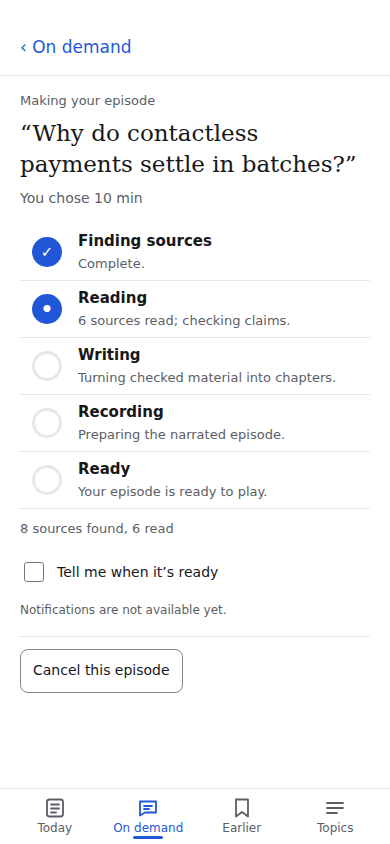 ‹ On demand
Making your episode
“Why do contactless
payments settle in batches?”
You chose 10 min
✓
Finding sources
Complete.
Reading
6 sources read; checking claims.
Writing
Turning checked material into chapters.
Recording
Preparing the narrated episode.
Ready
Your episode is ready to play.
8 sources found, 6 read
Tell me when it’s ready
Notifications are not available yet.
Cancel this episode
Today
On demand
Earlier
Topics